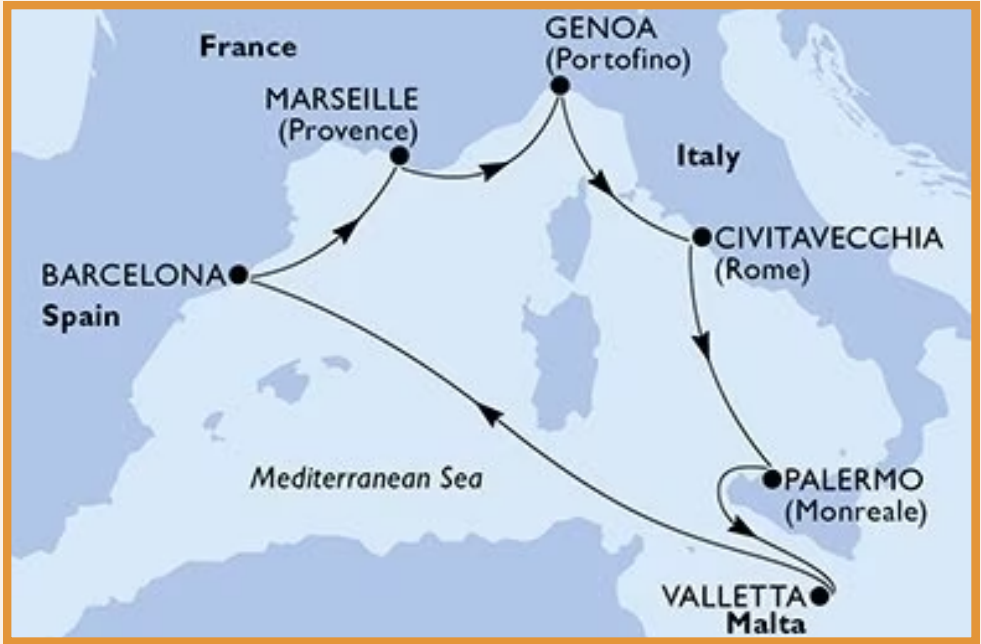 GENOA
(Portofino)
France
MARSEILLE
(Provence)
Italy
CIVITAVECCHIA
(Rome)
BARCELONA
Spain
Mediterranean Sea
PALERMO
(Monreale)
VALLETTA
Malta